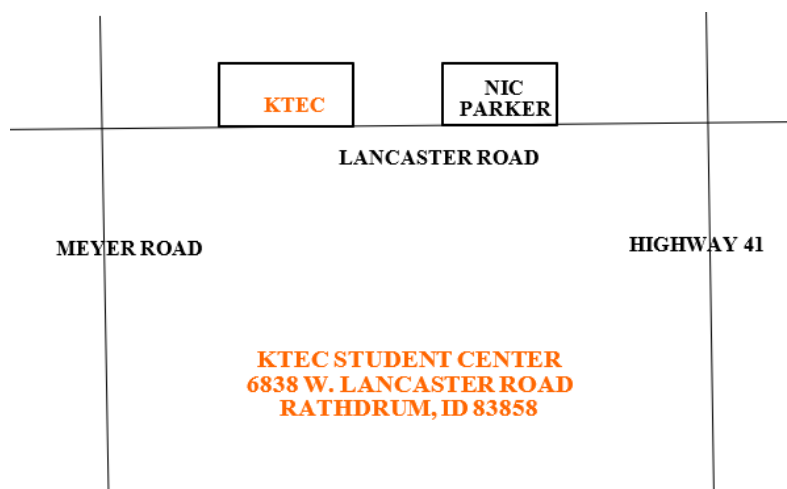 KTEC
NIC
PARKER
LANCASTER ROAD
MEYER ROAD
HIGHWAY 41
KTEC STUDENT CENTER
6838 W. LANCASTER ROAD
RATHDRUM, ID 83858